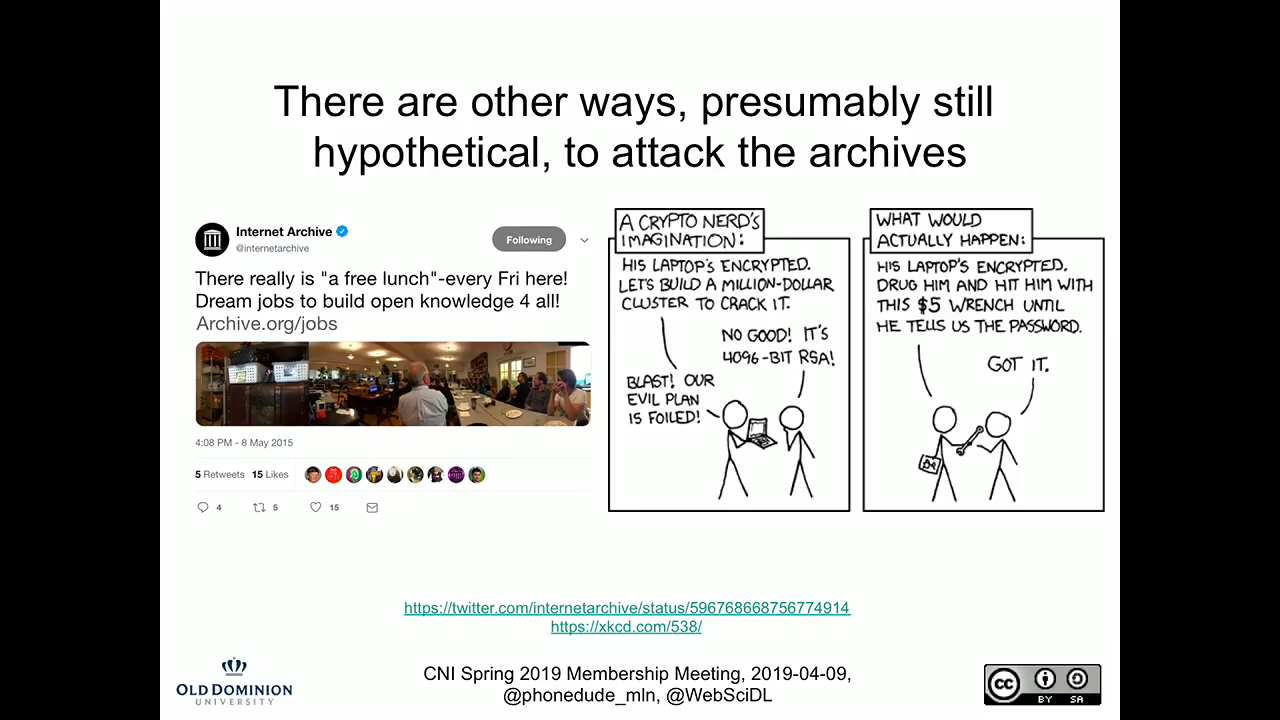 There are other ways, presumably still
hypothetical, to attack the archives
Internet Archive
@internetarchive
Following
There really is "a free lunch"-every Fri here!
Dream jobs to build open knowledge 4 all!
Archive.org/jobs
4:08 PM - 8 May 2015
5 Retweets 15 Likes
4 5 15
A CRYPTO NERD'S
IMAGINATION:
HIS LAPTOP'S ENCRYPTED.
LET'S BUILD A MILLION-DOLLAR
CLUSTER TO CRACK IT.
NO GOOD! IT'S
4096-BIT RSA!
BLAST! OUR
EVIL PLAN
IS FOILED!
WHAT WOULD
ACTUALLY HAPPEN:
HIS LAPTOP'S ENCRYPTED.
DRUG HIM AND HIT HIM WITH
THIS $5 WRENCH UNTIL
HE TELLS US THE PASSWORD.
GOT IT.
https://twitter.com/internetarchive/status/596768668756774914
https://xkcd.com/538/
OLD DOMINION
UNIVERSITY
CNI Spring 2019 Membership Meeting, 2019-04-09,
@phonedude_mln, @WebSciDL
cc
BY SA